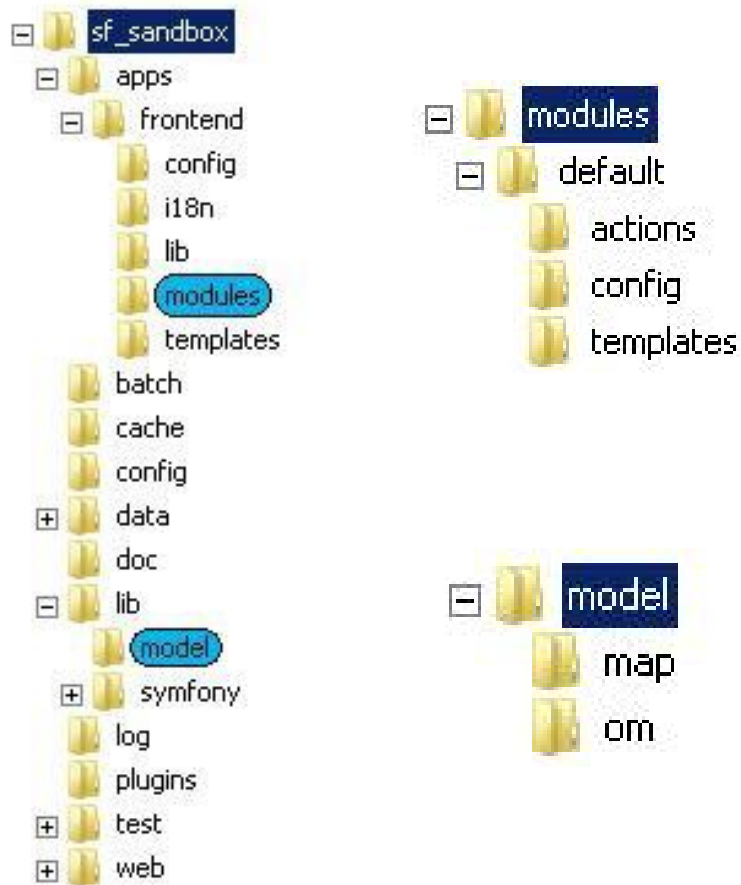 sf_sandbox
apps
frontend
config
i18n
lib
modules
templates
batch
cache
config
data
doc
lib
model
symfony
log
plugins
test
web
modules
default
actions
config
templates
model
map
om